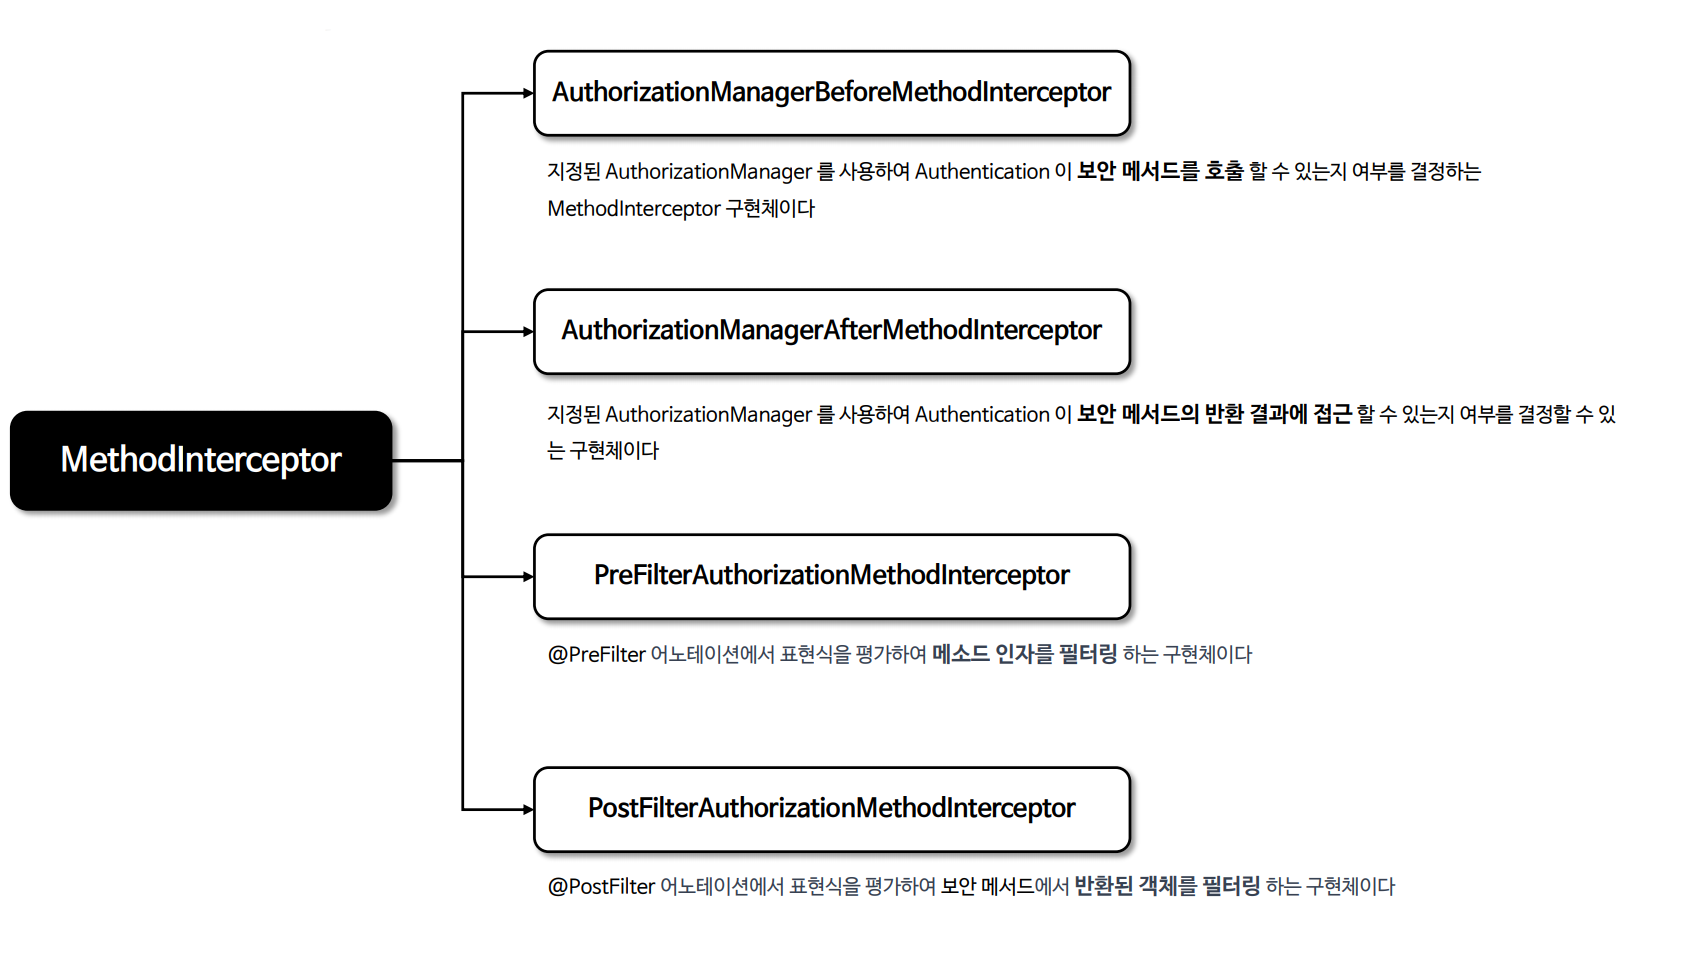 AuthorizationManagerBeforeMethodInterceptor
지정된 AuthorizationManager 를 사용하여 Authentication 이 보안 메서드를 호출 할 수 있는지 여부를 결정하는
MethodInterceptor 구현체이다
AuthorizationManagerAfterMethodInterceptor
지정된 AuthorizationManager 를 사용하여 Authentication 이 보안 메서드의 반환 결과에 접근 할 수 있는지 여부를 결정할 수 있
는 구현체이다
MethodInterceptor
PreFilterAuthorizationMethodInterceptor
@PreFilter 어노테이션에서 표현식을 평가하여 메소드 인자를 필터링 하는 구현체이다
PostFilterAuthorizationMethodInterceptor
@PostFilter 어노테이션에서 표현식을 평가하여 보안 메서드에서 반환된 객체를 필터링 하는 구현체이다